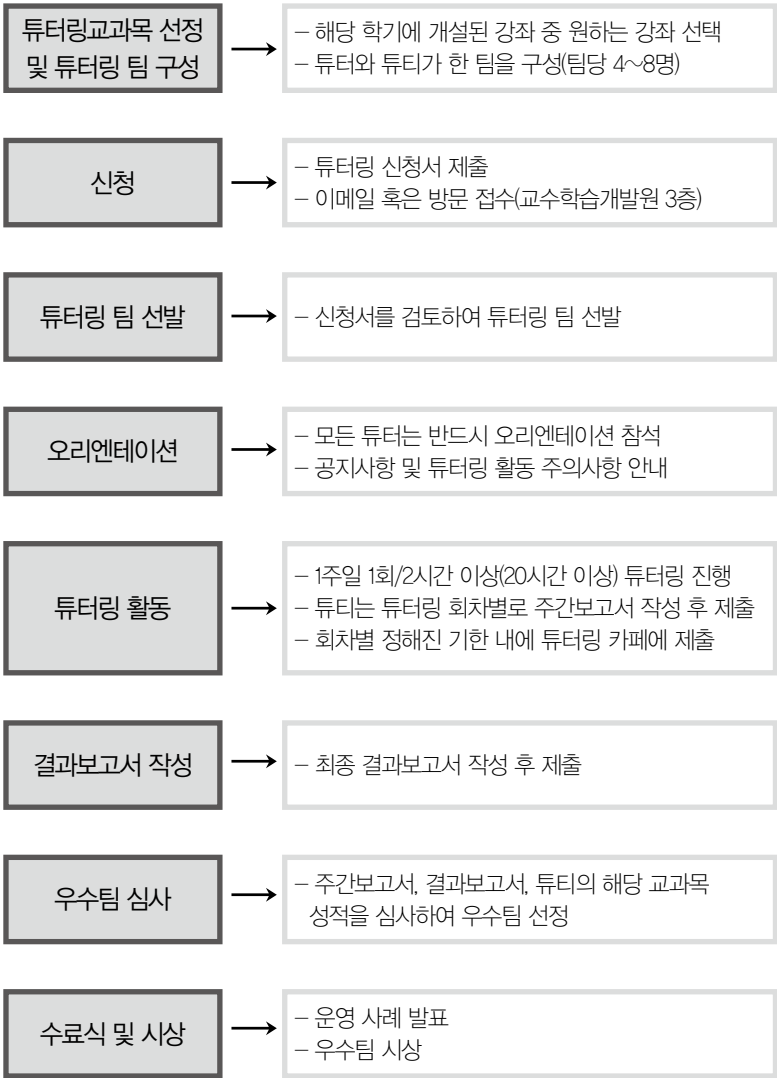 튜터링교과목 선정
및 튜터링 팀 구성
– 해당 학기에 개설된 강좌 중 원하는 강좌 선택
– 튜터와 튜티가 한 팀을 구성(팀당 4~8명)
신청
– 튜터링 신청서 제출
– 이메일 혹은 방문 접수(교수학습개발원 3층)
튜터링 팀 선발
– 신청서를 검토하여 튜터링 팀 선발
오리엔테이션
– 모든 튜터는 반드시 오리엔테이션 참석
– 공지사항 및 튜터링 활동 주의사항 안내
튜터링 활동
– 1주일 1회/2시간 이상(20시간 이상) 튜터링 진행
– 튜티는 튜터링 회차별로 주간보고서 작성 후 제출
– 회차별 정해진 기한 내에 튜터링 카페에 제출
결과보고서 작성
– 최종 결과보고서 작성 후 제출
우수팀 심사
– 주간보고서, 결과보고서, 튜티의 해당 교과목
성적을 심사하여 우수팀 선정
수료식 및 시상
– 운영 사례 발표
– 우수팀 시상